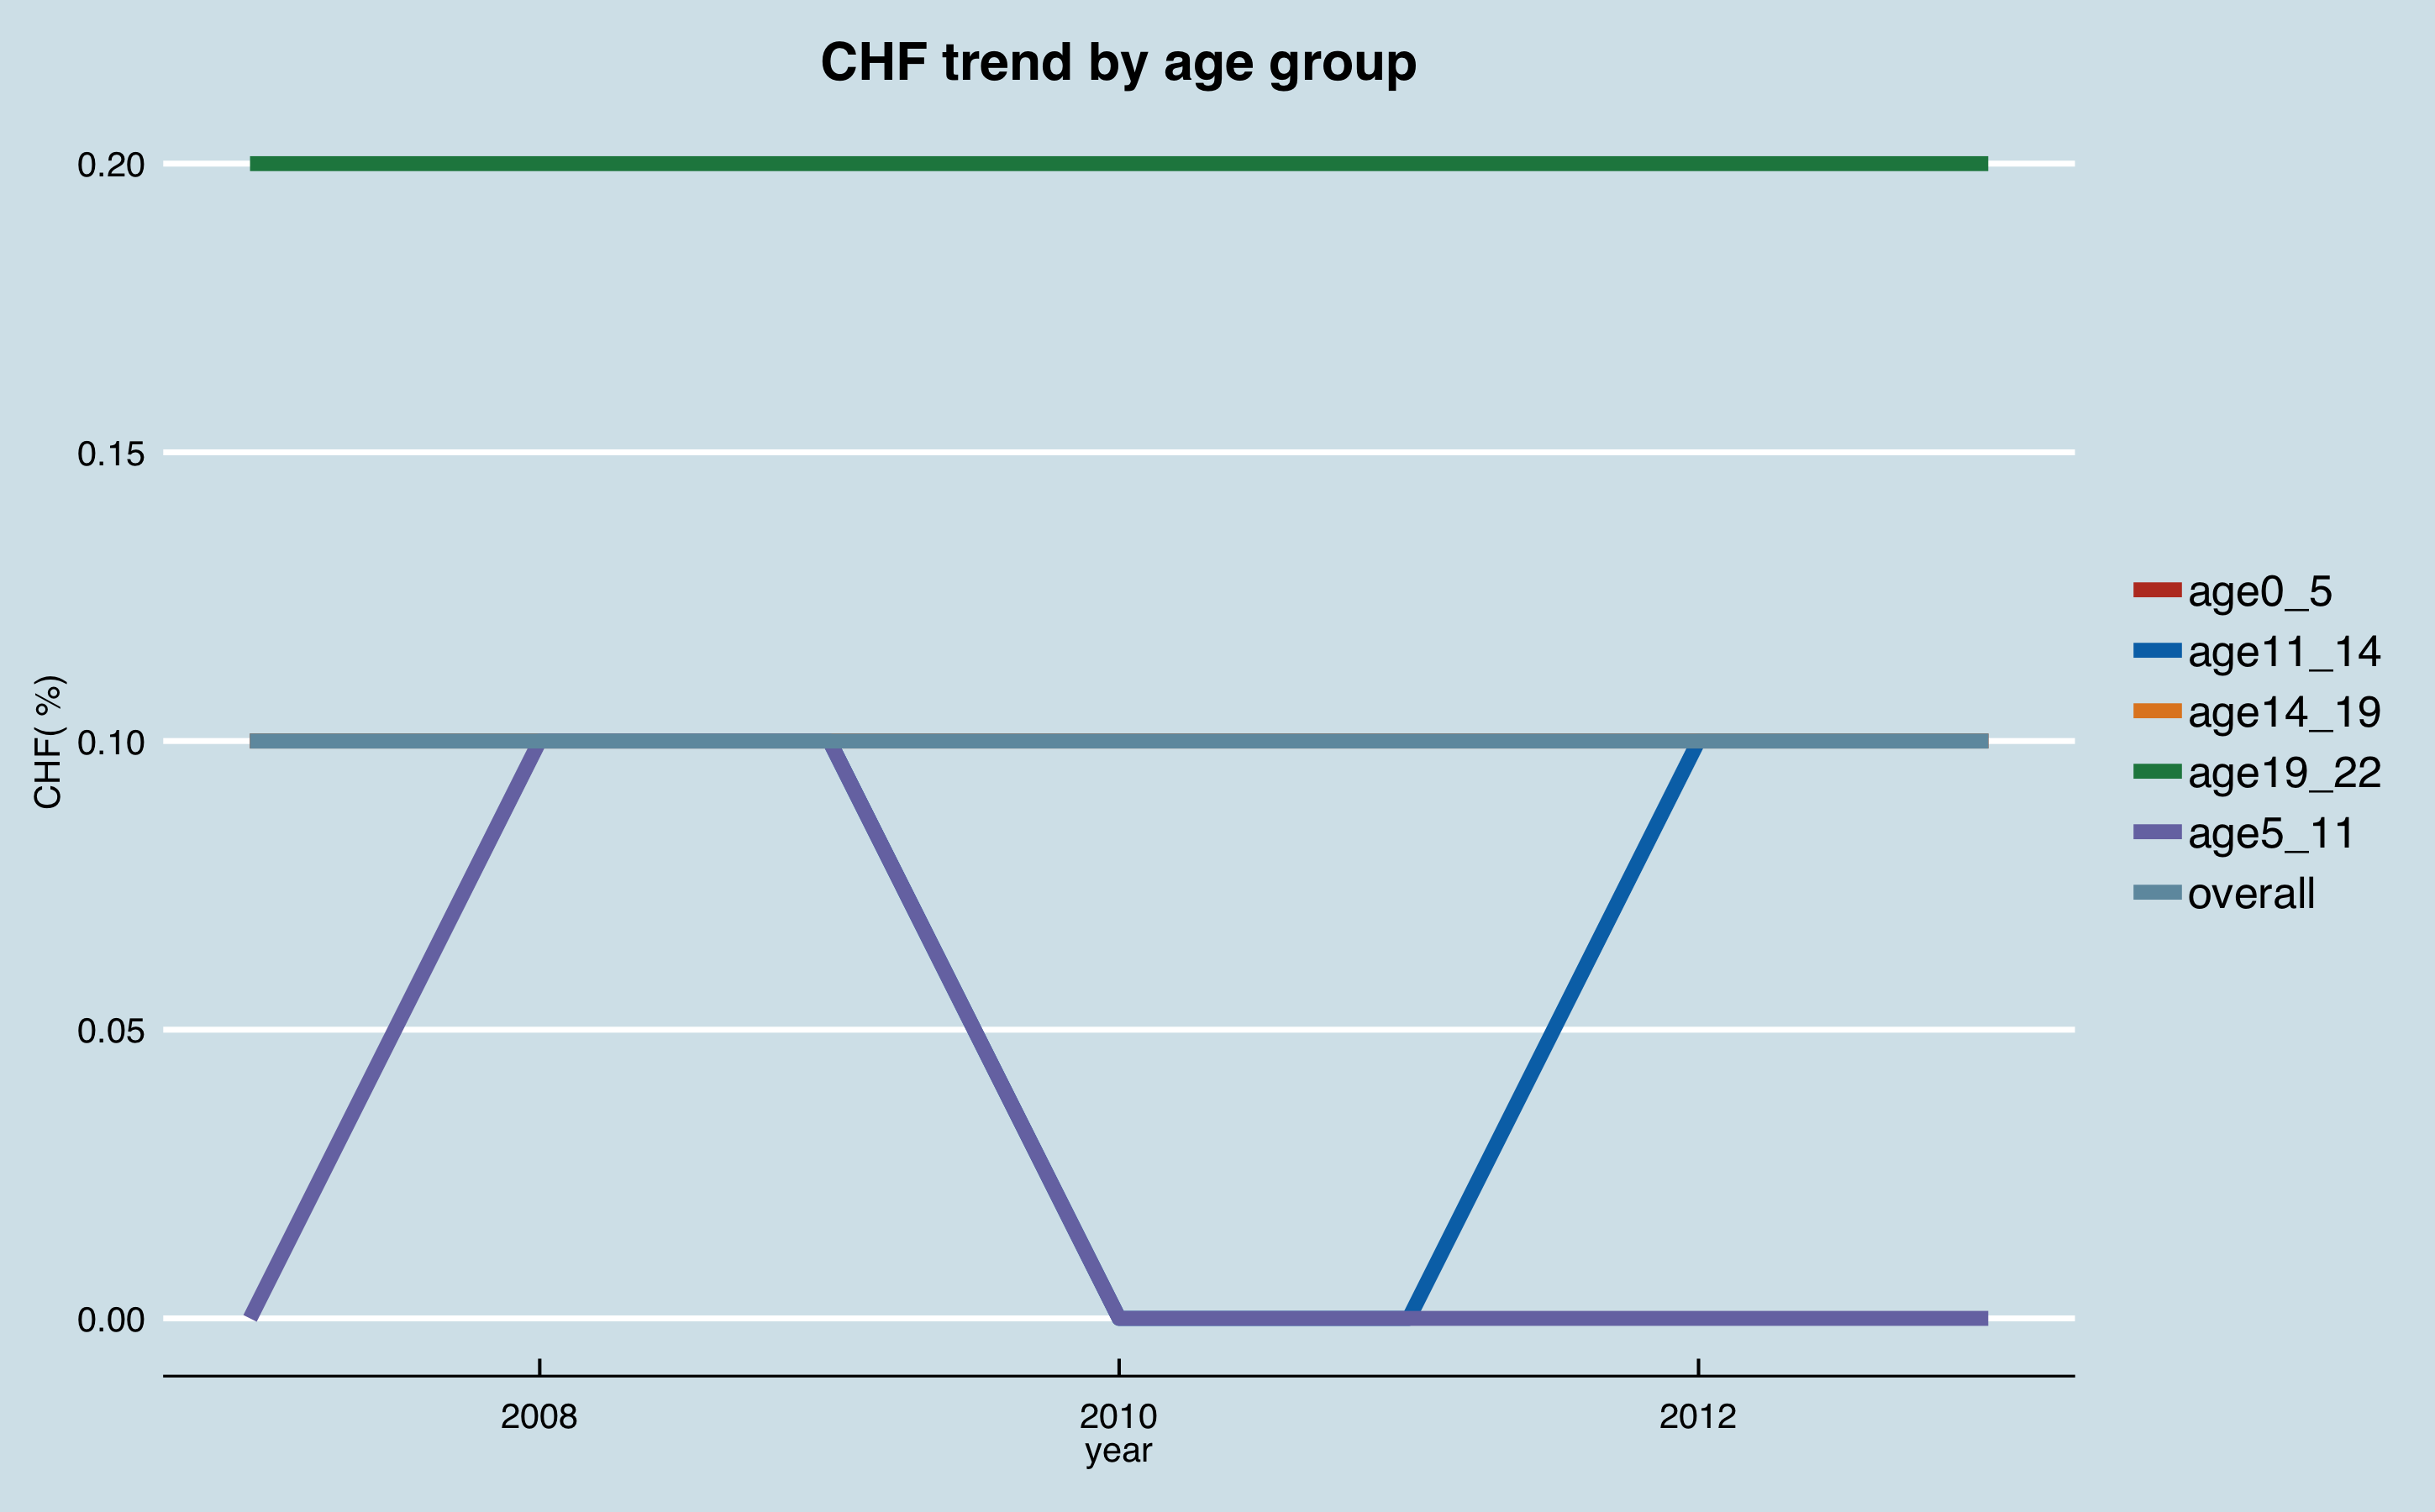 CHF trend by age group
0.20
0.15
0.10
0.05
0.00
CHF( %)
2008 2010 2012
year
age0_5
age11_14
age14_19
age19_22
age5_11
overall